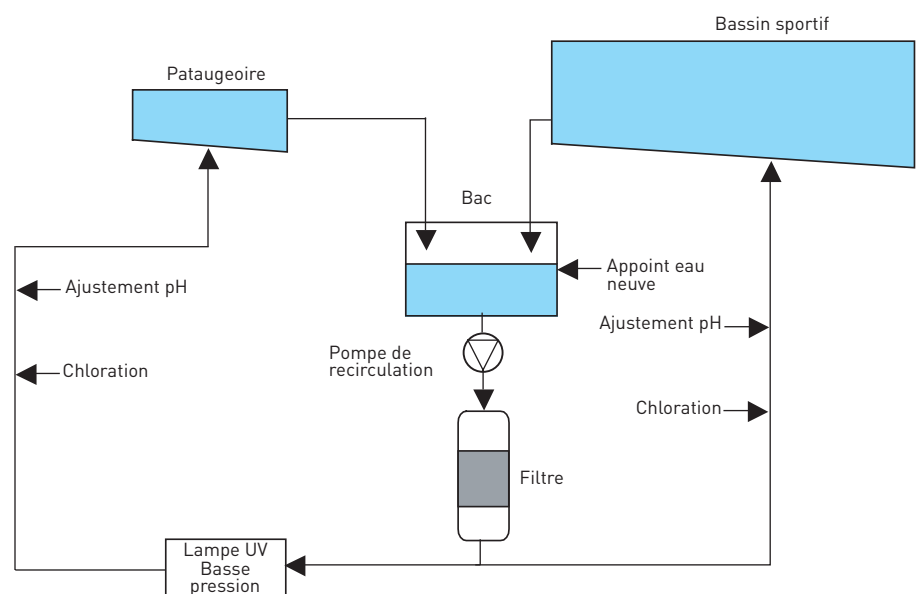 Bassin sportif
Pataugeoire
Bac
Appoint eau
neuve
Ajustement pH
Ajustement pH
Pompe de
recirculation
Chloration
Chloration
Filtre
Lampe UV
Basse
pression